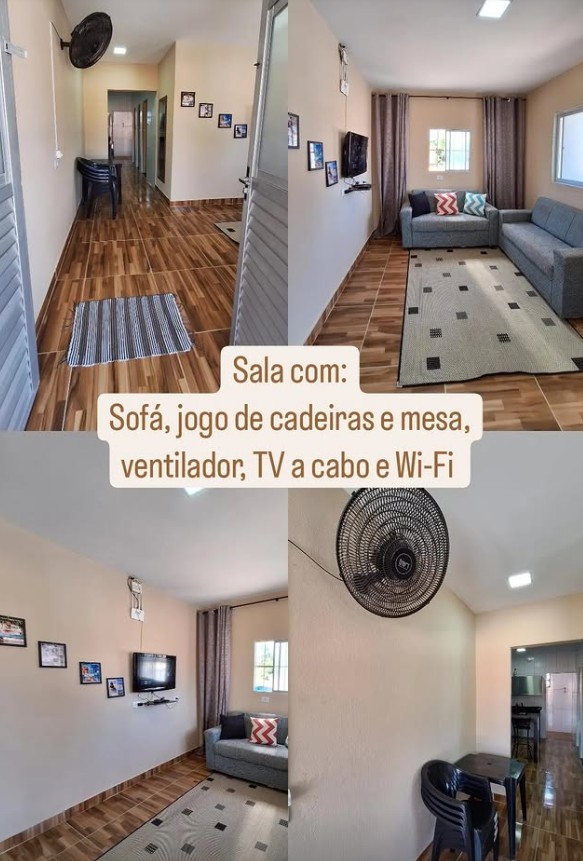 Sala com:
Sofá, jogo de cadeiras e mesa,
ventilador, TV a cabo e Wi-Fi